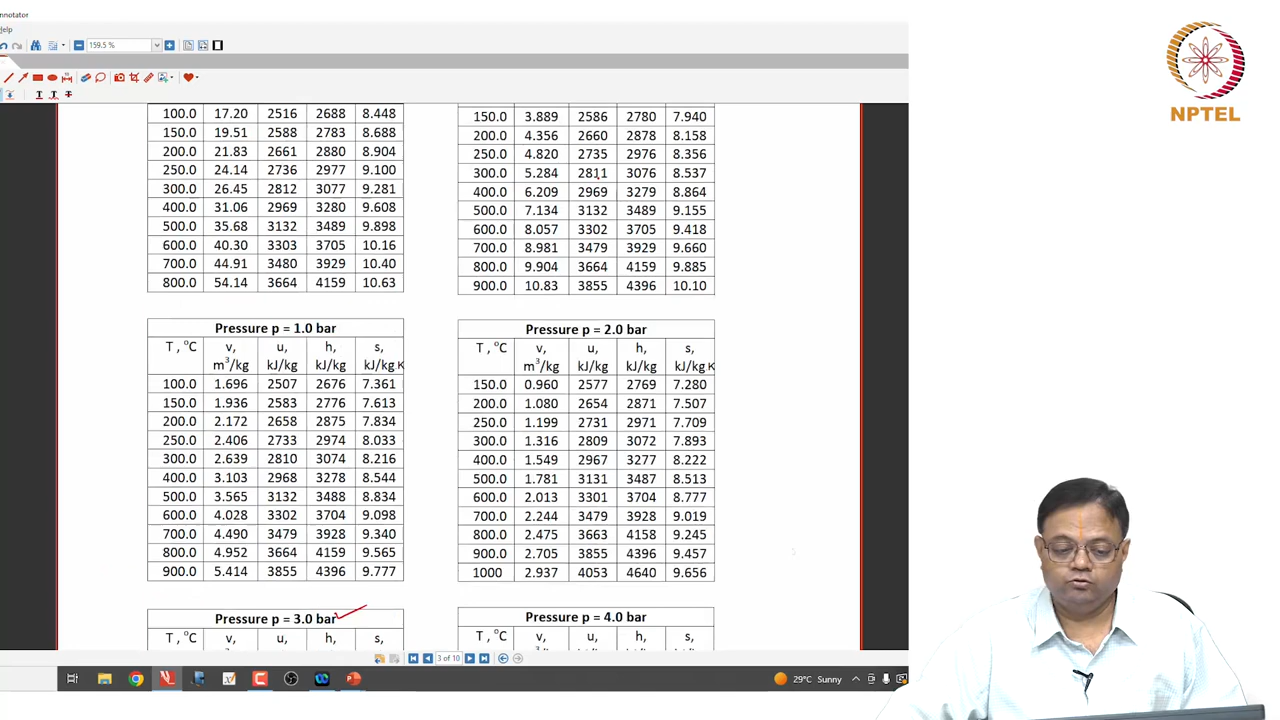 nnotator
Help
159.5 %
100.0 17.20 2516 2688 8.448
150.0 19.51 2588 2783 8.688
200.0 21.83 2661 2880 8.904
250.0 24.14 2736 2977 9.100
300.0 26.45 2812 3077 9.281
400.0 31.06 2969 3280 9.608
500.0 35.68 3132 3489 9.898
600.0 40.30 3303 3705 10.16
700.0 44.91 3480 3929 10.40
800.0 54.14 3664 4159 10.63
150.0 3.889 2586 2780 7.940
200.0 4.356 2660 2878 8.158
250.0 4.820 2735 2976 8.356
300.0 5.284 2811 3076 8.537
400.0 6.209 2969 3279 8.864
500.0 7.134 3132 3489 9.155
600.0 8.057 3302 3705 9.418
700.0 8.981 3479 3929 9.660
800.0 9.904 3664 4159 9.885
900.0 10.83 3855 4396 10.10
Pressure p = 1.0 bar
T , °C v, u, h, s,
m³/kg kJ/kg kJ/kg kJ/kg K
100.0 1.696 2507 2676 7.361
150.0 1.936 2583 2776 7.613
200.0 2.172 2658 2875 7.834
250.0 2.406 2733 2974 8.033
300.0 2.639 2810 3074 8.216
400.0 3.103 2968 3278 8.544
500.0 3.565 3132 3488 8.834
600.0 4.028 3302 3704 9.098
700.0 4.490 3479 3928 9.340
800.0 4.952 3664 4159 9.565
900.0 5.414 3855 4396 9.777
Pressure p = 2.0 bar
T , °C v, u, h, s,
m³/kg kJ/kg kJ/kg kJ/kg K
150.0 0.960 2577 2769 7.280
200.0 1.080 2654 2871 7.507
250.0 1.199 2731 2971 7.709
300.0 1.316 2809 3072 7.893
400.0 1.549 2967 3277 8.222
500.0 1.781 3131 3487 8.513
600.0 2.013 3301 3704 8.777
700.0 2.244 3479 3928 9.019
800.0 2.475 3663 4158 9.245
900.0 2.705 3855 4396 9.457
1000 2.937 4053 4640 9.656
Pressure p = 3.0 bar
T , °C v, u, h, s,
Pressure p = 4.0 bar
T , °C v, u, h, s,
3 of 10
29°C Sunny
NPTEL